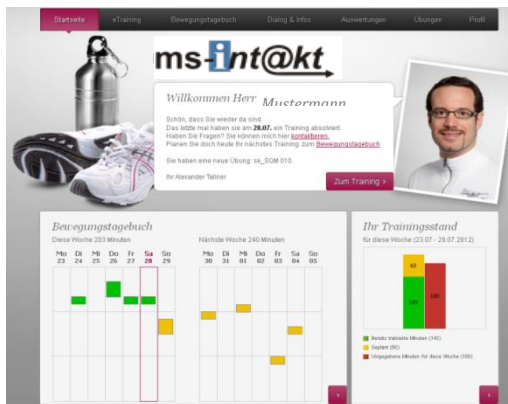 Startseite eTraining Bewegungstagebuch Dialog & Infos Auswertungen Übungen Profil
ms-int@kt
Willkommen Herr Mustermann
Schön, dass Sie wieder da sind.
Das letzte mal haben sie am 28.07. ein Training absolviert.
Haben Sie Fragen? Sie können mich hier kontaktieren.
Planen Sie doch heute Ihr nächstes Training zum Bewegungstagebuch
Sie haben eine neue Übung: sk_SQM 010.
Ihr Alexander Tallner
Zum Training ›
Bewegungstagebuch
Diese Woche 203 Minuten
Nächste Woche 240 Minuten
Mo Di Mi Do Fr Sa So
23 24 25 26 27 28 29
Mo Di Mi Do Fr Sa So
30 31 01 02 03 04 05
Ihr Trainingsstand
für diese Woche (23.07 - 29.07.2012)
60
143
180
Bereits trainierte Minuten (143)
Geplant (60)
Vorgegebene Minuten für diese Woche (180)